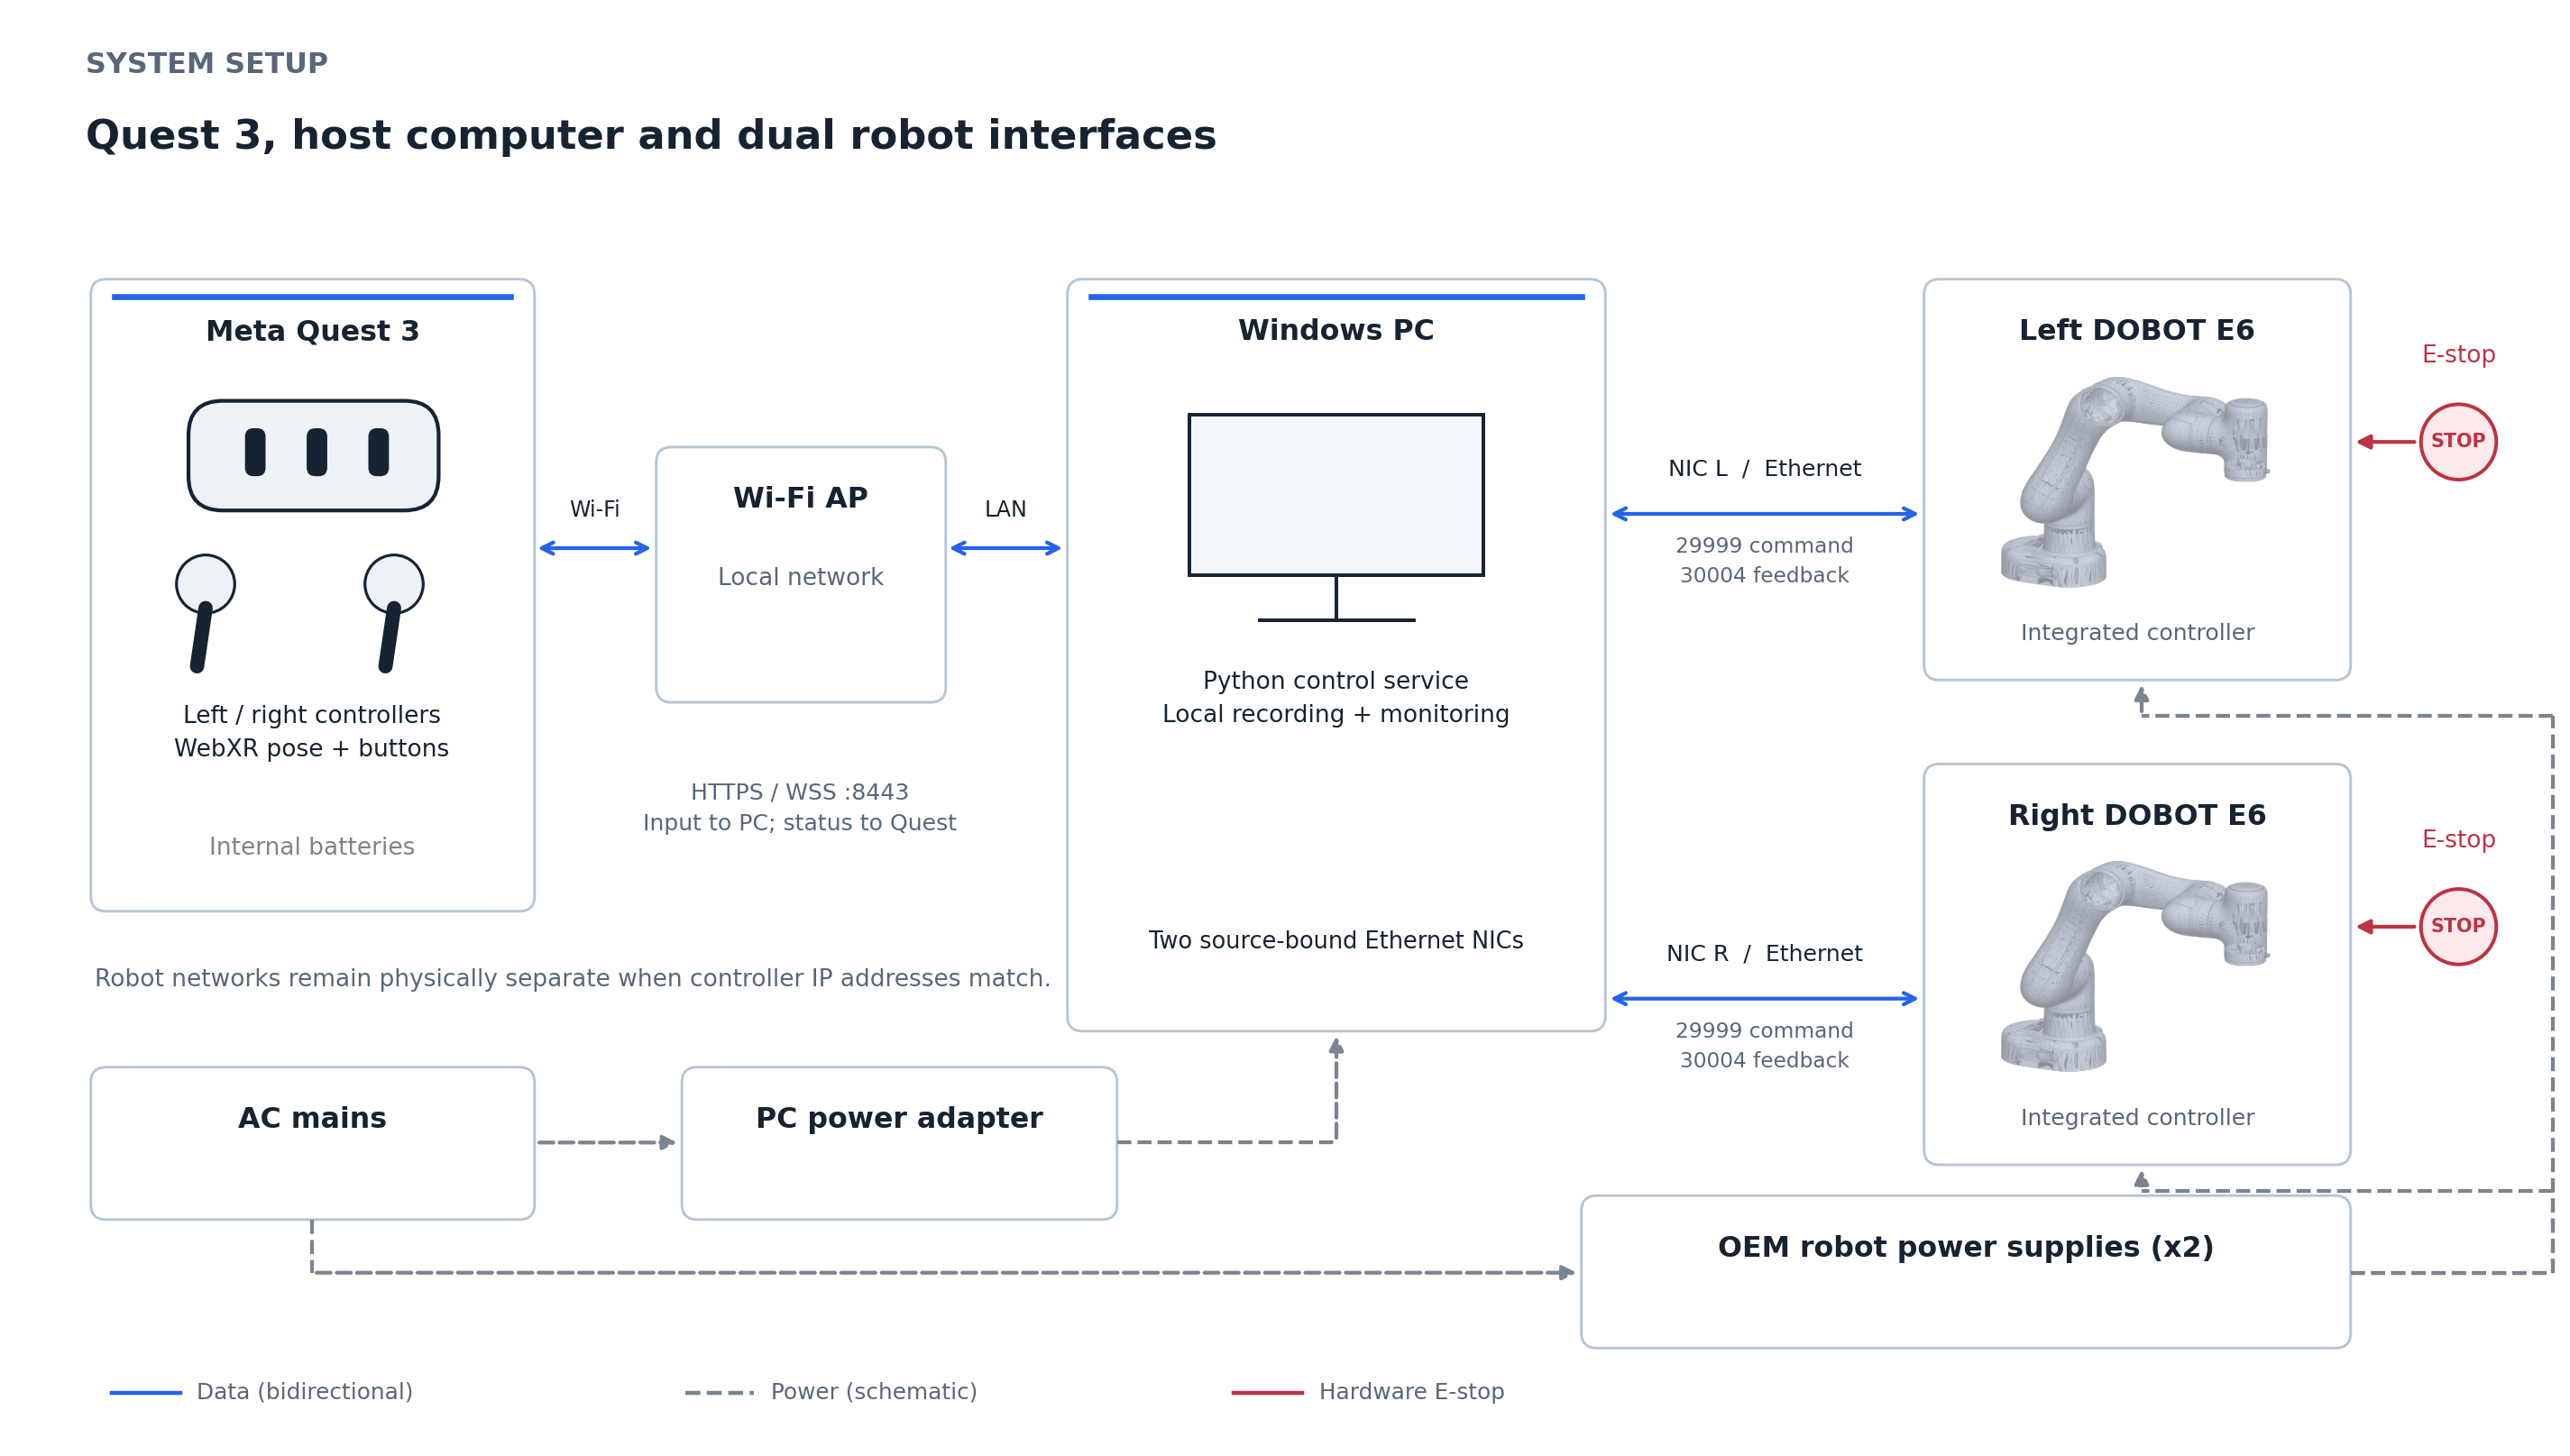 SYSTEM SETUP
Quest 3, host computer and dual robot interfaces
Meta Quest 3
Left / right controllers
WebXR pose + buttons
Internal batteries
Wi-Fi
Wi-Fi AP
Local network
LAN
HTTPS / WSS :8443
Input to PC; status to Quest
Windows PC
Python control service
Local recording + monitoring
Two source-bound Ethernet NICs
NIC L / Ethernet
29999 command
30004 feedback
Left DOBOT E6
Integrated controller
E-stop
STOP
NIC R / Ethernet
29999 command
30004 feedback
Right DOBOT E6
Integrated controller
E-stop
STOP
Robot networks remain physically separate when controller IP addresses match.
AC mains
PC power adapter
OEM robot power supplies (x2)
Data (bidirectional)
Power (schematic)
Hardware E-stop